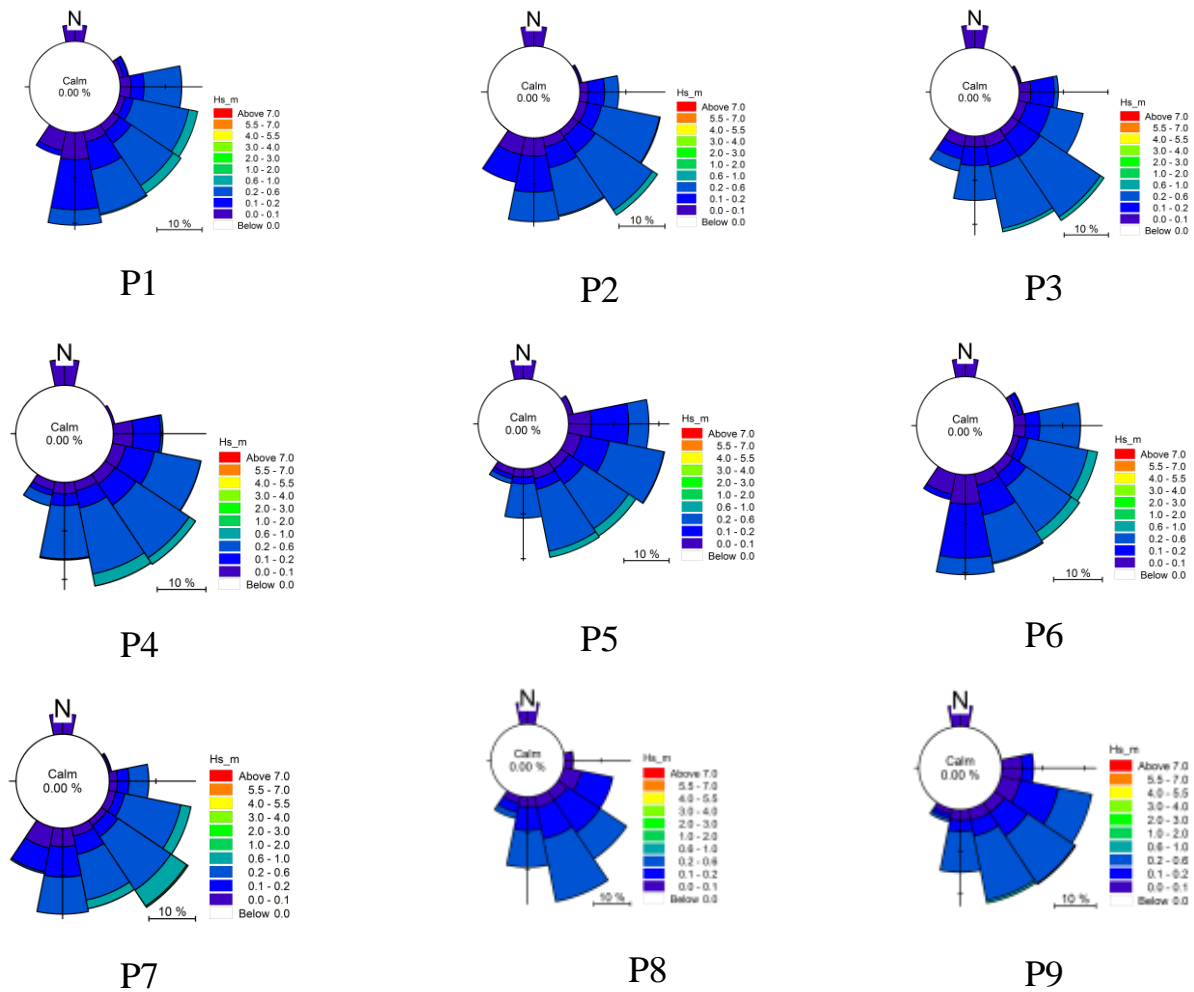 N
Calm
0.00 %
10 %
Hs_m
Above 7.0
5.5 - 7.0
4.0 - 5.5
3.0 - 4.0
2.0 - 3.0
1.0 - 2.0
0.6 - 1.0
0.2 - 0.6
0.1 - 0.2
0.0 - 0.1
Below 0.0
P1
N
Calm
0.00 %
10 %
Hs_m
Above 7.0
5.5 - 7.0
4.0 - 5.5
3.0 - 4.0
2.0 - 3.0
1.0 - 2.0
0.6 - 1.0
0.2 - 0.6
0.1 - 0.2
0.0 - 0.1
Below 0.0
P2
N
Calm
0.00 %
10 %
Hs_m
Above 7.0
5.5 - 7.0
4.0 - 5.5
3.0 - 4.0
2.0 - 3.0
1.0 - 2.0
0.6 - 1.0
0.2 - 0.6
0.1 - 0.2
0.0 - 0.1
Below 0.0
P3
N
Calm
0.00 %
10 %
Hs_m
Above 7.0
5.5 - 7.0
4.0 - 5.5
3.0 - 4.0
2.0 - 3.0
1.0 - 2.0
0.6 - 1.0
0.2 - 0.6
0.1 - 0.2
0.0 - 0.1
Below 0.0
P4
N
Calm
0.00 %
10 %
Hs_m
Above 7.0
5.5 - 7.0
4.0 - 5.5
3.0 - 4.0
2.0 - 3.0
1.0 - 2.0
0.6 - 1.0
0.2 - 0.6
0.1 - 0.2
0.0 - 0.1
Below 0.0
P5
N
Calm
0.00 %
10 %
Hs_m
Above 7.0
5.5 - 7.0
4.0 - 5.5
3.0 - 4.0
2.0 - 3.0
1.0 - 2.0
0.6 - 1.0
0.2 - 0.6
0.1 - 0.2
0.0 - 0.1
Below 0.0
P6
N
Calm
0.00 %
10 %
Hs_m
Above 7.0
5.5 - 7.0
4.0 - 5.5
3.0 - 4.0
2.0 - 3.0
1.0 - 2.0
0.6 - 1.0
0.2 - 0.6
0.1 - 0.2
0.0 - 0.1
Below 0.0
P7
N
Calm
0.00 %
10 %
Hs_m
Above 7.0
5.5 - 7.0
4.0 - 5.5
3.0 - 4.0
2.0 - 3.0
1.0 - 2.0
0.6 - 1.0
0.2 - 0.6
0.1 - 0.2
0.0 - 0.1
Below 0.0
P8
N
Calm
0.00 %
10 %
Hs_m
Above 7.0
5.5 - 7.0
4.0 - 5.5
3.0 - 4.0
2.0 - 3.0
1.0 - 2.0
0.6 - 1.0
0.2 - 0.6
0.1 - 0.2
0.0 - 0.1
Below 0.0
P9